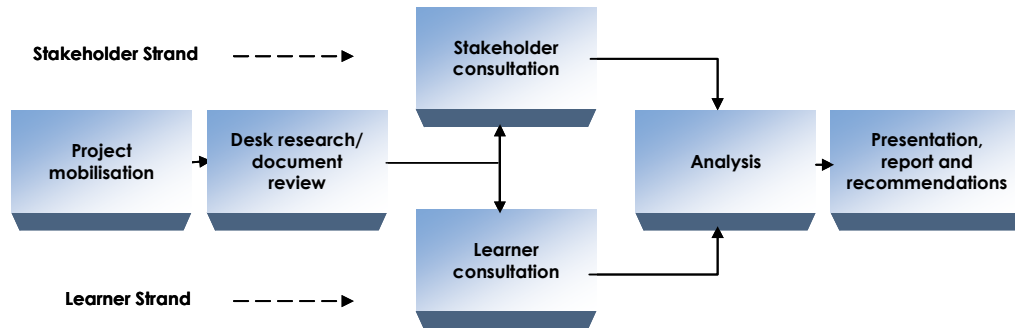 Stakeholder Strand
Stakeholder
consultation
Project
mobilisation
Desk research/
document
review
Analysis
Presentation,
report and
recommendations
Learner
consultation
Learner Strand